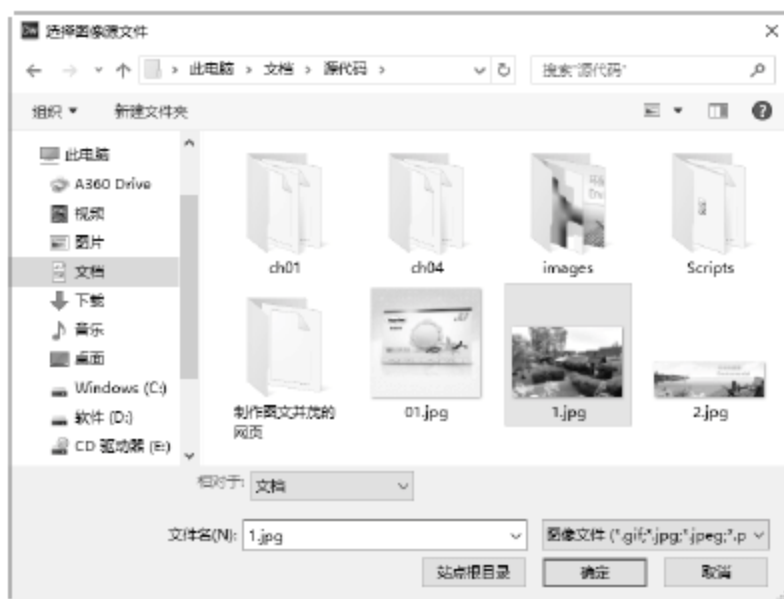 选择图像源文件
此电脑 > 文档 > 源代码 >
搜索"源代码"
组织
新建文件夹
此电脑
A360 Drive
视频
图片
文档
下载
音乐
桌面
Windows (C:)
软件 (D:)
CD 驱动器 (E:)
ch01
ch04
images
Scripts
制作图文并茂的
网页
01.jpg
1.jpg
2.jpg
相对于: 文档
文件名(N): 1.jpg
图像文件 (*.gif;*.jpg;*.jpeg;*.p
站点根目录
确定
取消